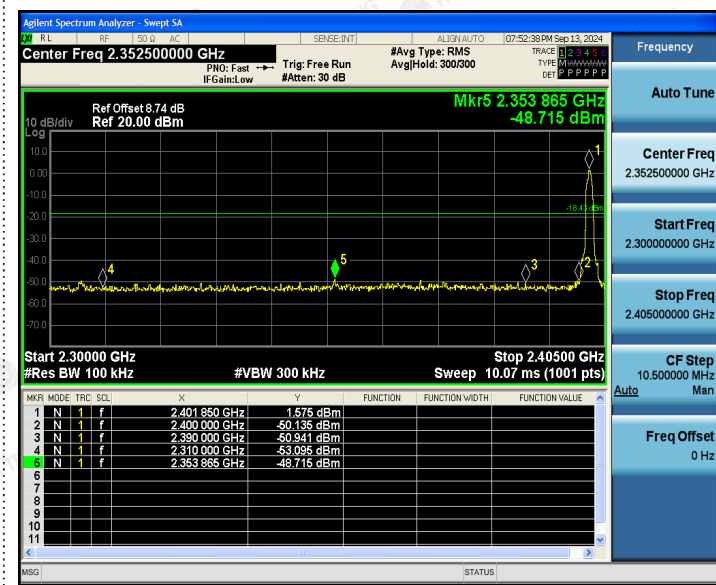 Agilent Spectrum Analyzer - Swept SA
LXI RL RF 50 Ω AC SENSE:INT ALIGN AUTO 07:52:38 PM Sep 13, 2024
Center Freq 2.352500000 GHz
PNO: Fast
IFGain:Low
Trig: Free Run
#Atten: 30 dB
#Avg Type: RMS
Avg|Hold: 300/300
TRACE 1 2 3 4 5 6
TYPE M
DET P P P P P P
Ref Offset 8.74 dB
10 dB/div Ref 20.00 dBm
Log
Mkr5 2.353 865 GHz
-48.715 dBm
10.0
0.00
-10.0
-20.0
-30.0
-40.0
-50.0
-60.0
-70.0
1
-18.43 dBm
4
5
3
2
Start 2.30000 GHz Stop 2.40500 GHz
#Res BW 100 kHz #VBW 300 kHz Sweep 10.07 ms (1001 pts)
MKR MODE TRC SCL X Y FUNCTION FUNCTION WIDTH FUNCTION VALUE
1 N 1 f 2.401 850 GHz 1.575 dBm
2 N 1 f 2.400 000 GHz -50.135 dBm
3 N 1 f 2.390 000 GHz -50.941 dBm
4 N 1 f 2.310 000 GHz -53.095 dBm
5 N 1 f 2.353 865 GHz -48.715 dBm
6
7
8
9
10
11
MSG STATUS
Frequency
Auto Tune
Center Freq
2.352500000 GHz
Start Freq
2.300000000 GHz
Stop Freq
2.405000000 GHz
CF Step
10.500000 MHz
Auto Man
Freq Offset
0 Hz